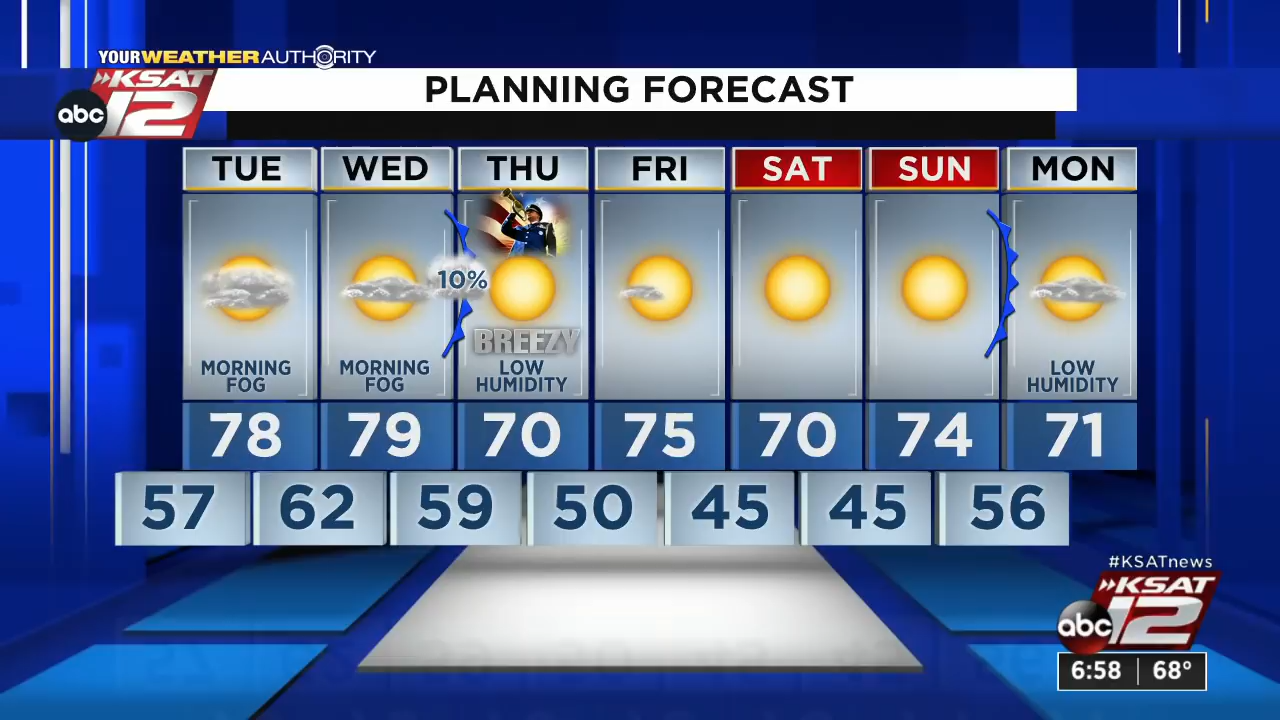 YOURWEATHERAUTHORITY
KSAT
abc 12
PLANNING FORECAST
TUE WED THU FRI SAT SUN MON
10%
BREEZY
MORNING FOG MORNING FOG LOW HUMIDITY LOW HUMIDITY
78 79 70 75 70 74 71
57 62 59 50 45 45 56
#KSATnews
KSAT
abc 12
6:58 68°